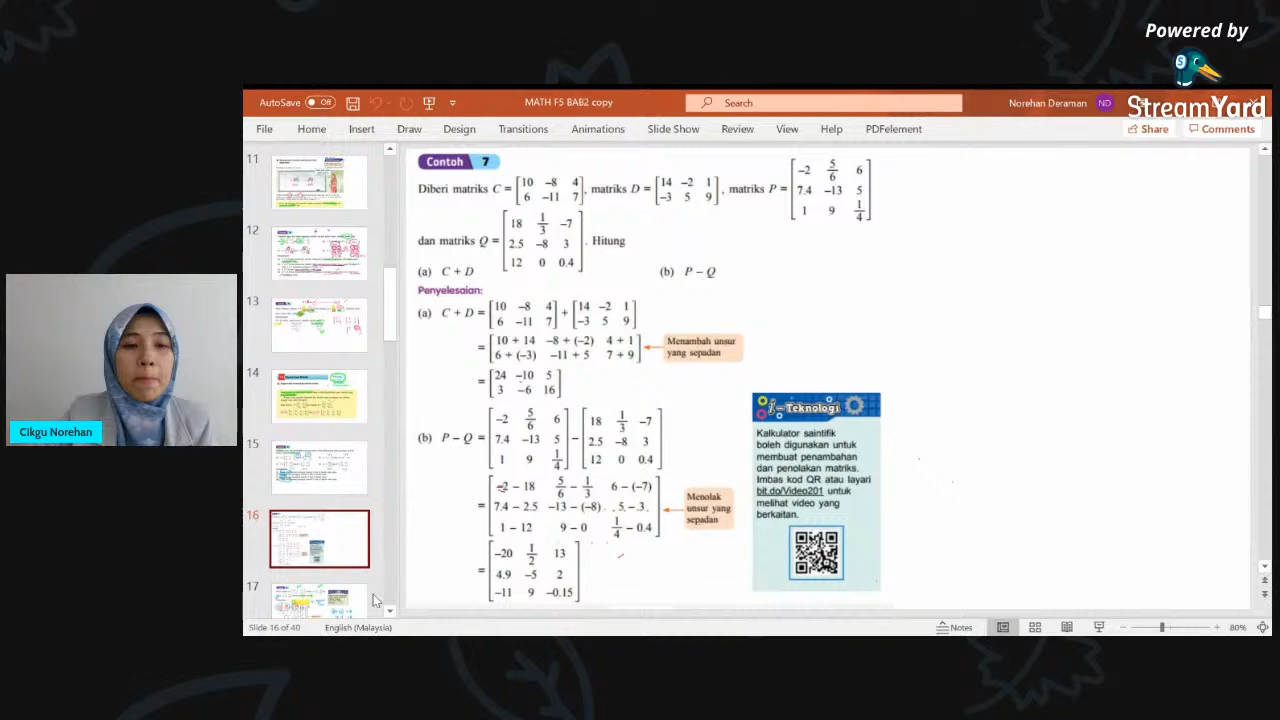 Powered by
StreamYard
AutoSave Off
MATH F5 BAB2 copy
Search
Norehan Deraman ND
File Home Insert Draw Design Transitions Animations Slide Show Review View Help PDFelement
Share Comments
11
12
13
14
15
16
17
Contoh 7
Diberi matriks C = [10 −8 4
6 −11 7], matriks D = [14 −2 1
−3 5 9], matriks P = [−2 5/6 6
7.4 −13 5
1 9 1/4]
dan matriks Q = [18 1/3 −7
2.5 −8 3
12 0 0.4]. Hitung
(a) C + D (b) P − Q
Penyelesaian:
(a) C + D = [10 −8 4
6 −11 7] + [14 −2 1
−3 5 9]
= [10 + 14 −8 + (−2) 4 + 1
6 + (−3) −11 + 5 7 + 9]
Menambah unsur
yang sepadan
= [24 −10 5
3 −6 16]
(b) P − Q = [−2 5/6 6
7.4 −13 5
1 9 1/4] − [18 1/3 −7
2.5 −8 3
12 0 0.4]
= [−2 − 18 5/6 − 1/3 6 − (−7)
7.4 − 2.5 −13 − (−8) 5 − 3
1 − 12 9 − 0 1/4 − 0.4]
Menolak
unsur yang
sepadan
= [−20 1/2 13
4.9 −5 2
−11 9 −0.15]
i-Teknologi
Kalkulator saintifik
boleh digunakan untuk
membuat penambahan
dan penolakan matriks.
Imbas kod QR atau layari
bit.do/Video201 untuk
melihat video yang
berkaitan.
Cikgu Norehan
Slide 16 of 40 English (Malaysia)
Notes
80%